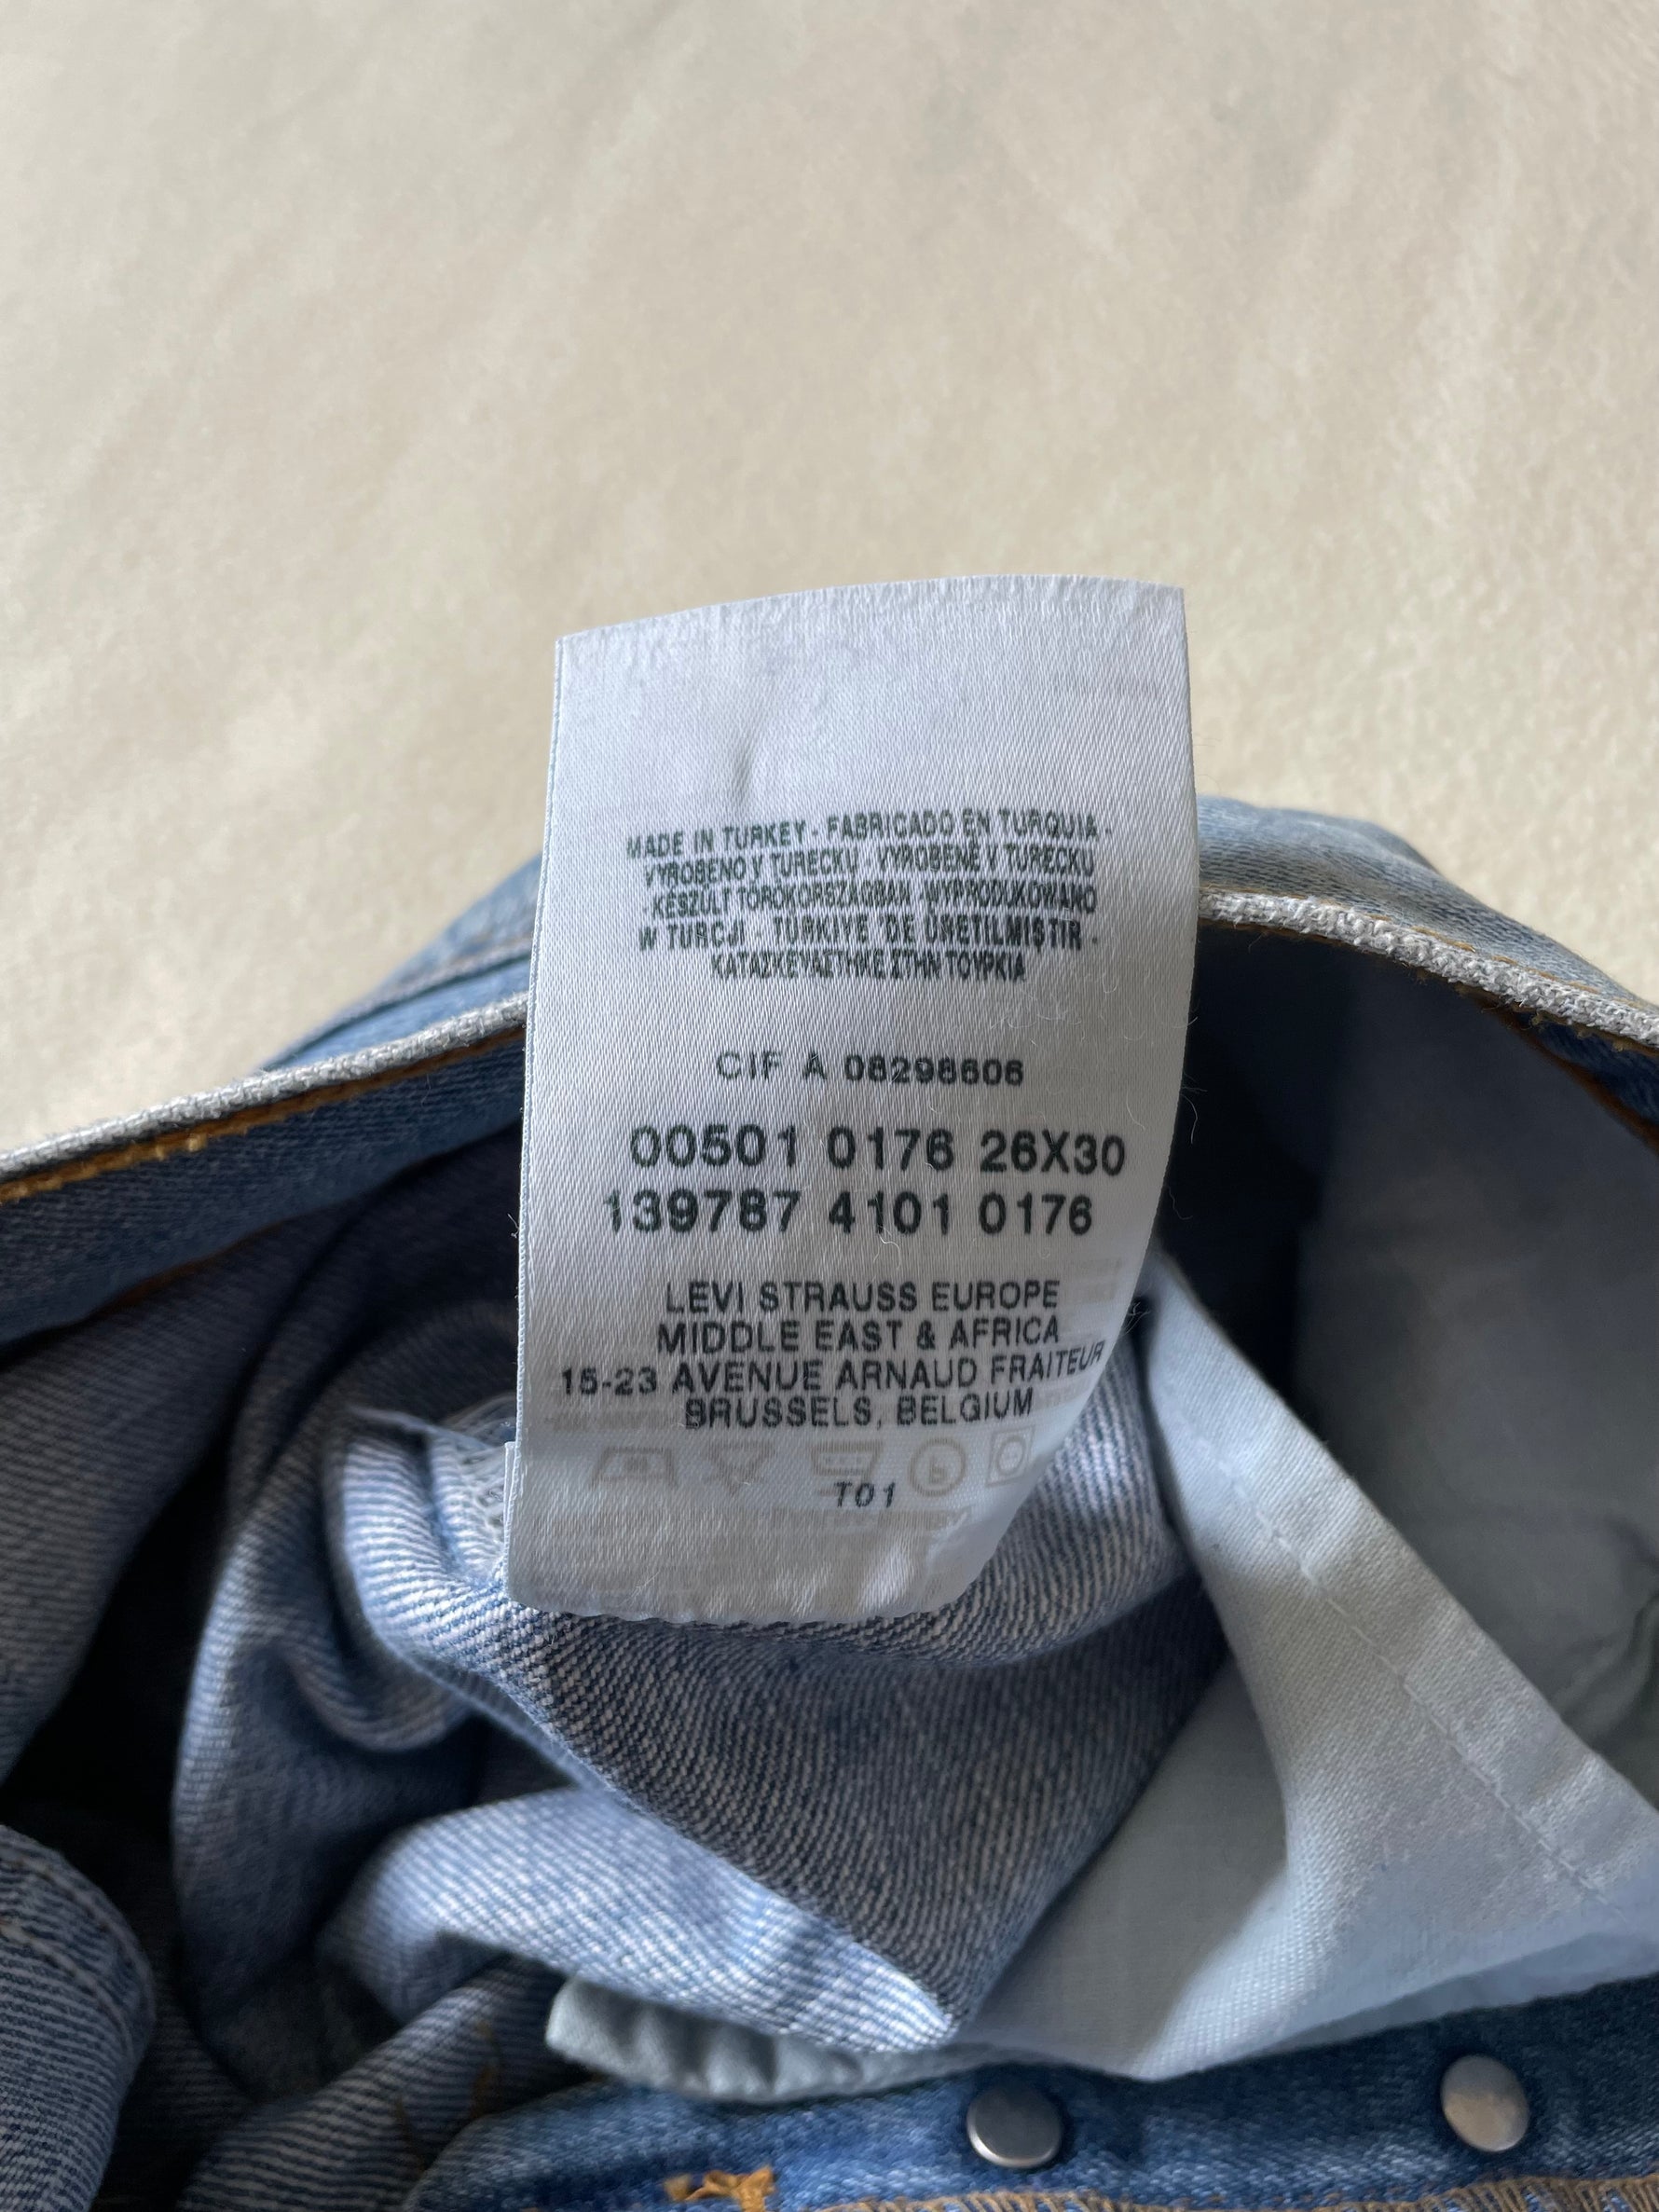 MADE IN TURKEY - FABRICADO EN TURQUIA -
VYROBENO V TURECKU - VYROBENÉ V TURECKU
- KÉSZÜLT TÖRÖKORSZÁGBAN - WYPRODUKOWANO
W TURCJI - TÜRKIYE 'DE ÜRETILMIŞTIR -
ΚΑΤΑΣΚΕΥΑΣΤΗΚΕ ΣΤΗΝ ΤΟΥΡΚΙΑ
CIF A 08298606
00501 0176 26X30
139787 4101 0176
LEVI STRAUSS EUROPE
MIDDLE EAST & AFRICA
15-23 AVENUE ARNAUD FRAITEUR
BRUSSELS, BELGIUM
T01